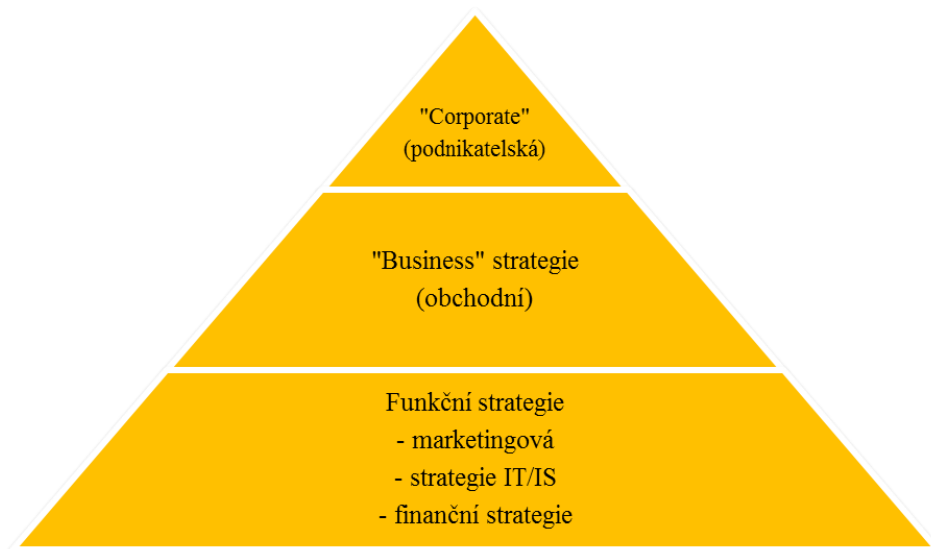 "Corporate"
(podnikatelská)
"Business" strategie
(obchodní)
Funkční strategie
- marketingová
- strategie IT/IS
- finanční strategie